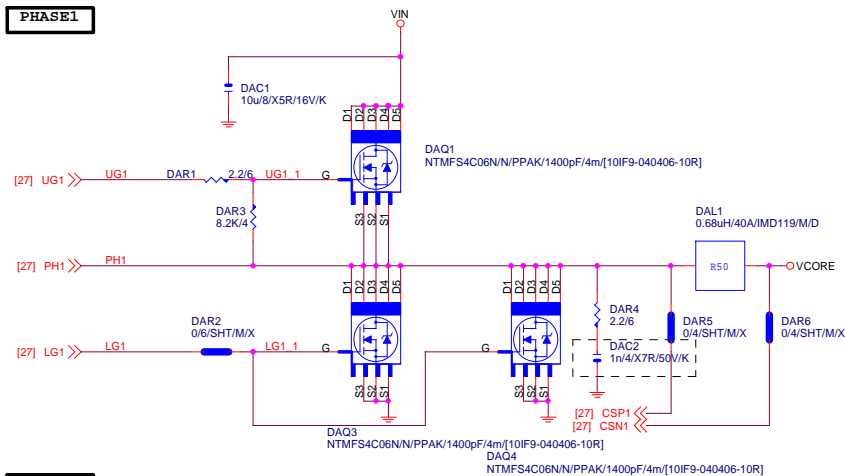 PHASE1
VIN
DAC1
10u/8/X5R/16V/K
D1
D2
D3
D4
D5
DAQ1
NTMFS4C06N/N/PPAK/1400pF/4m/[10IF9-040406-10R]
[27] UG1
UG1
DAR1
2.2/6
UG1_1
G
S3
S2
S1
DAR3
8.2K/4
DAL1
0.68uH/40A/IMD119/M/D
[27] PH1
PH1
R50
VCORE
D1
D2
D3
D4
D5
D1
D2
D3
D4
D5
DAR2
0/6/SHT/M/X
DAR4
2.2/6
DAR5
0/4/SHT/M/X
DAR6
0/4/SHT/M/X
[27] LG1
LG1
LG1_1
G
G
DAC2
1n/4/X7R/50V/K
S3
S2
S1
S3
S2
S1
[27] CSP1
[27] CSN1
DAQ3
NTMFS4C06N/N/PPAK/1400pF/4m/[10IF9-040406-10R]
DAQ4
NTMFS4C06N/N/PPAK/1400pF/4m/[10IF9-040406-10R]